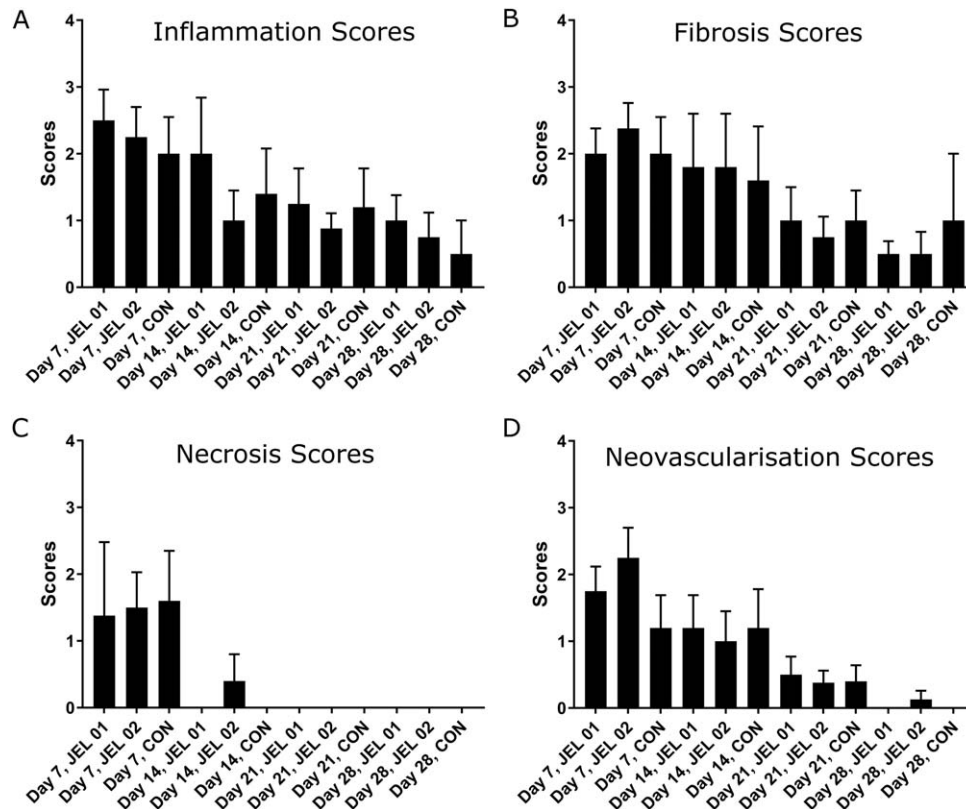 A
Inflammation Scores
Scores
4
3
2
1
0
Day 7, JEL 01
Day 7, JEL 02
Day 7, CON
Day 14, JEL 01
Day 14, JEL 02
Day 14, CON
Day 21, JEL 01
Day 21, JEL 02
Day 21, CON
Day 28, JEL 01
Day 28, JEL 02
Day 28, CON
B
Fibrosis Scores
Scores
4
3
2
1
0
Day 7, JEL 01
Day 7, JEL 02
Day 7, CON
Day 14, JEL 01
Day 14, JEL 02
Day 14, CON
Day 21, JEL 01
Day 21, JEL 02
Day 21, CON
Day 28, JEL 01
Day 28, JEL 02
Day 28, CON
C
Necrosis Scores
Scores
4
3
2
1
0
Day 7, JEL 01
Day 7, JEL 02
Day 7, CON
Day 14, JEL 01
Day 14, JEL 02
Day 14, CON
Day 21, JEL 01
Day 21, JEL 02
Day 21, CON
Day 28, JEL 01
Day 28, JEL 02
Day 28, CON
D
Neovascularisation Scores
Scores
4
3
2
1
0
Day 7, JEL 01
Day 7, JEL 02
Day 7, CON
Day 14, JEL 01
Day 14, JEL 02
Day 14, CON
Day 21, JEL 01
Day 21, JEL 02
Day 21, CON
Day 28, JEL 01
Day 28, JEL 02
Day 28, CON